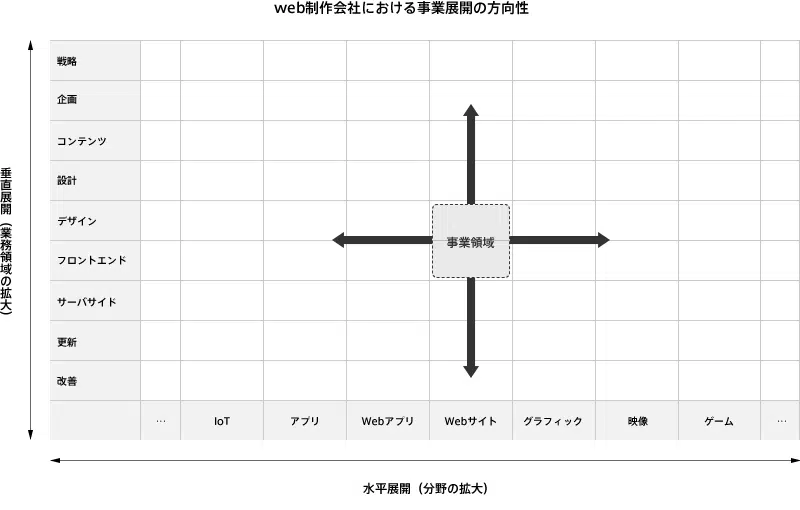 web制作会社における事業展開の方向性
垂直展開（業務領域の拡大）
戦略
企画
コンテンツ
設計
デザイン
フロントエンド
サーバサイド
更新
改善
事業領域
… IoT アプリ Webアプリ Webサイト グラフィック 映像 ゲーム …
水平展開（分野の拡大）